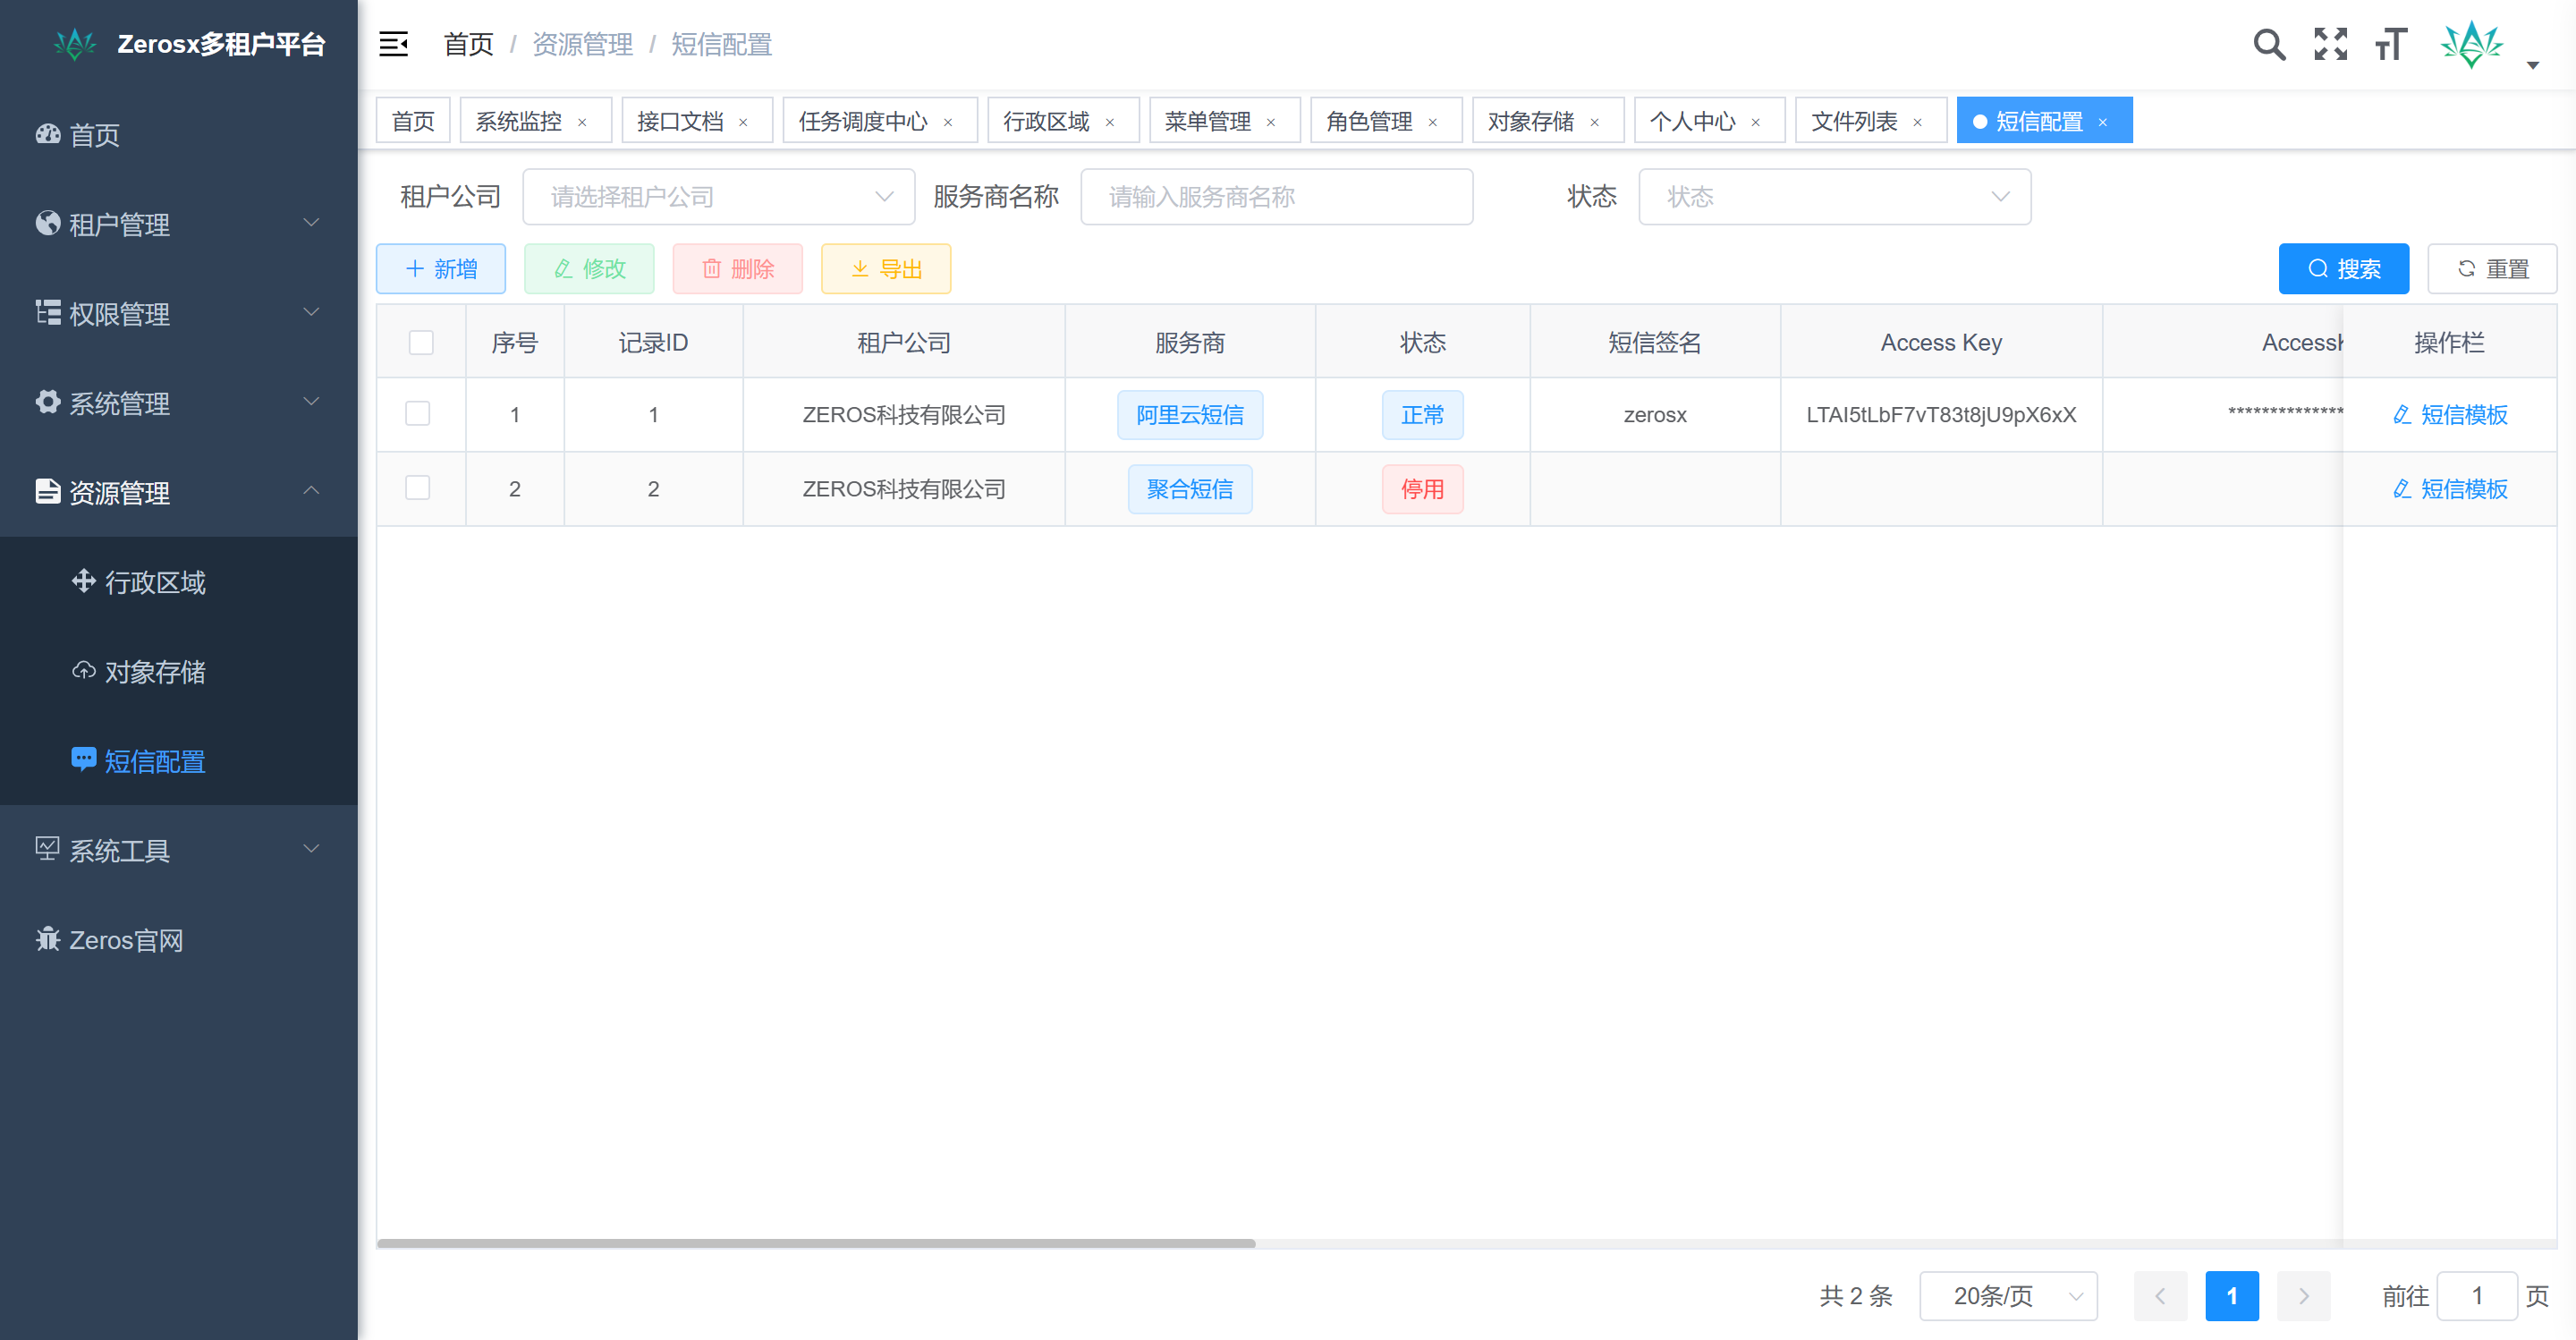 Zerosx多租户平台
首页 / 资源管理 / 短信配置
首页
租户管理
权限管理
系统管理
资源管理
行政区域
对象存储
短信配置
系统工具
Zeros官网
首页 系统监控 × 接口文档 × 任务调度中心 × 行政区域 × 菜单管理 × 角色管理 × 对象存储 × 个人中心 × 文件列表 × 短信配置 ×
租户公司 请选择租户公司 服务商名称 请输入服务商名称 状态 状态
新增 修改 删除 导出 搜索 重置
序号 记录ID 租户公司 服务商 状态 短信签名 Access Key Access 操作栏
1 1 ZEROS科技有限公司 阿里云短信 正常 zerosx LTAI5tLbF7vT83t8jU9pX6xX ************** 短信模板
2 2 ZEROS科技有限公司 聚合短信 停用 短信模板
共 2 条 20条/页 1 前往 1 页